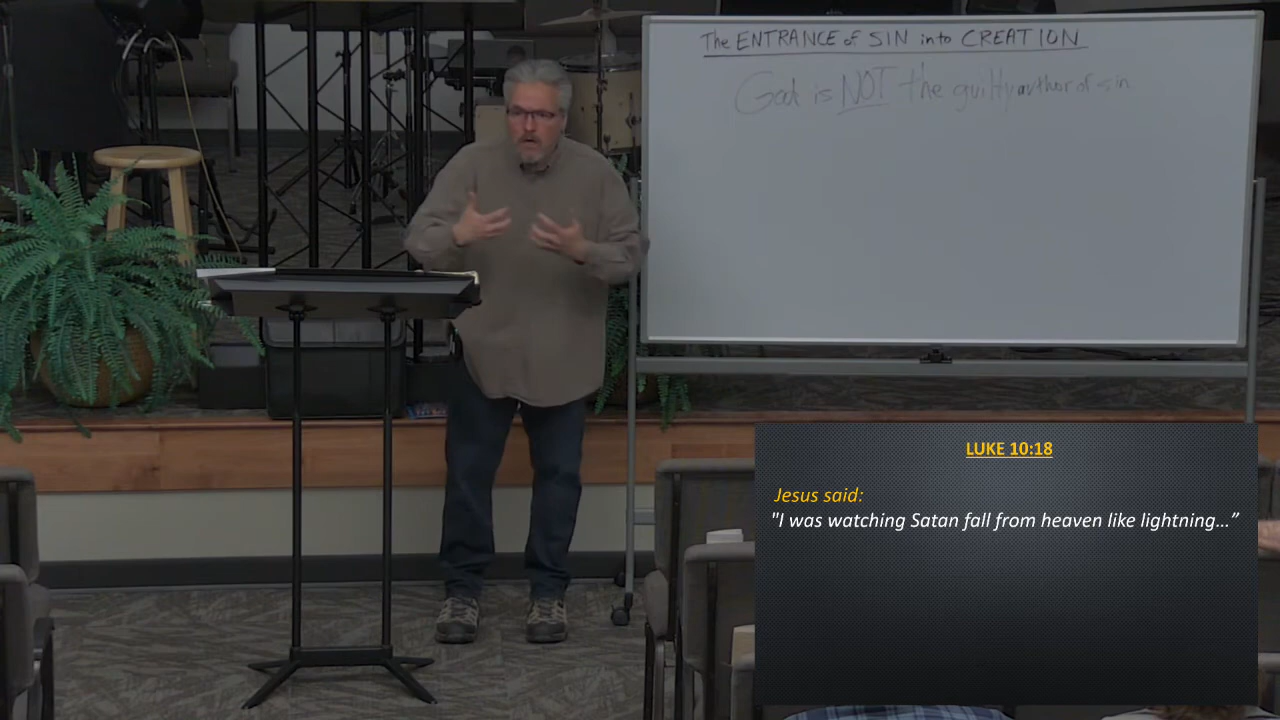 The ENTRANCE of SIN into CREATION
God is NOT the guilty author of sin
LUKE 10:18
Jesus said:
"I was watching Satan fall from heaven like lightning…”